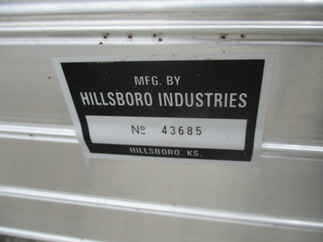 MFG. BY
HILLSBORO INDUSTRIES
Nº 43685
HILLSBORO, KS.